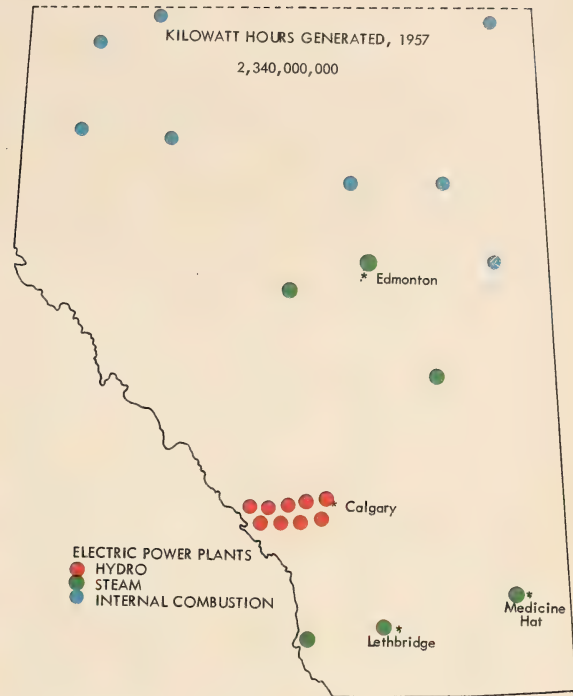 KILOWATT HOURS GENERATED, 1957
2,340,000,000
* Edmonton
* Calgary
ELECTRIC POWER PLANTS
HYDRO
STEAM
INTERNAL COMBUSTION
*
Medicine
Hat
*
Lethbridge